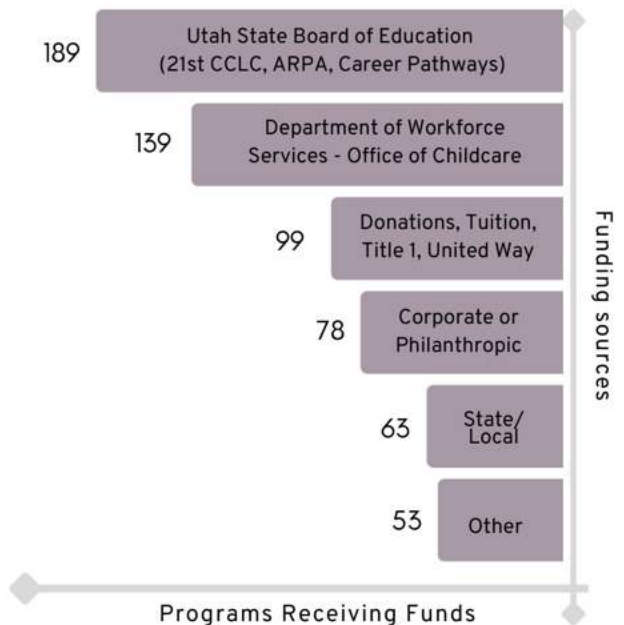 189
Utah State Board of Education
(21st CCLC, ARPA, Career Pathways)
139
Department of Workforce
Services - Office of Childcare
99
Donations, Tuition,
Title 1, United Way
78
Corporate or
Philanthropic
63
State/
Local
53
Other
Funding sources
Programs Receiving Funds